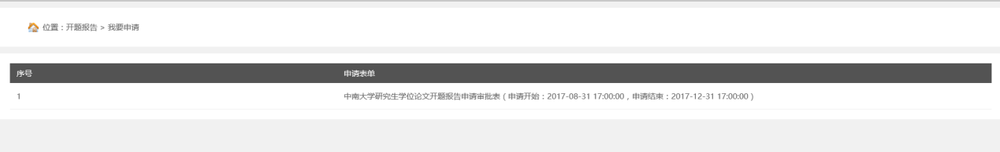 位置：开题报告 > 我要申请
序号 申请表单
1 中南大学研究生学位论文开题报告申请审批表（申请开始：2017-08-31 17:00:00，申请结束：2017-12-31 17:00:00）